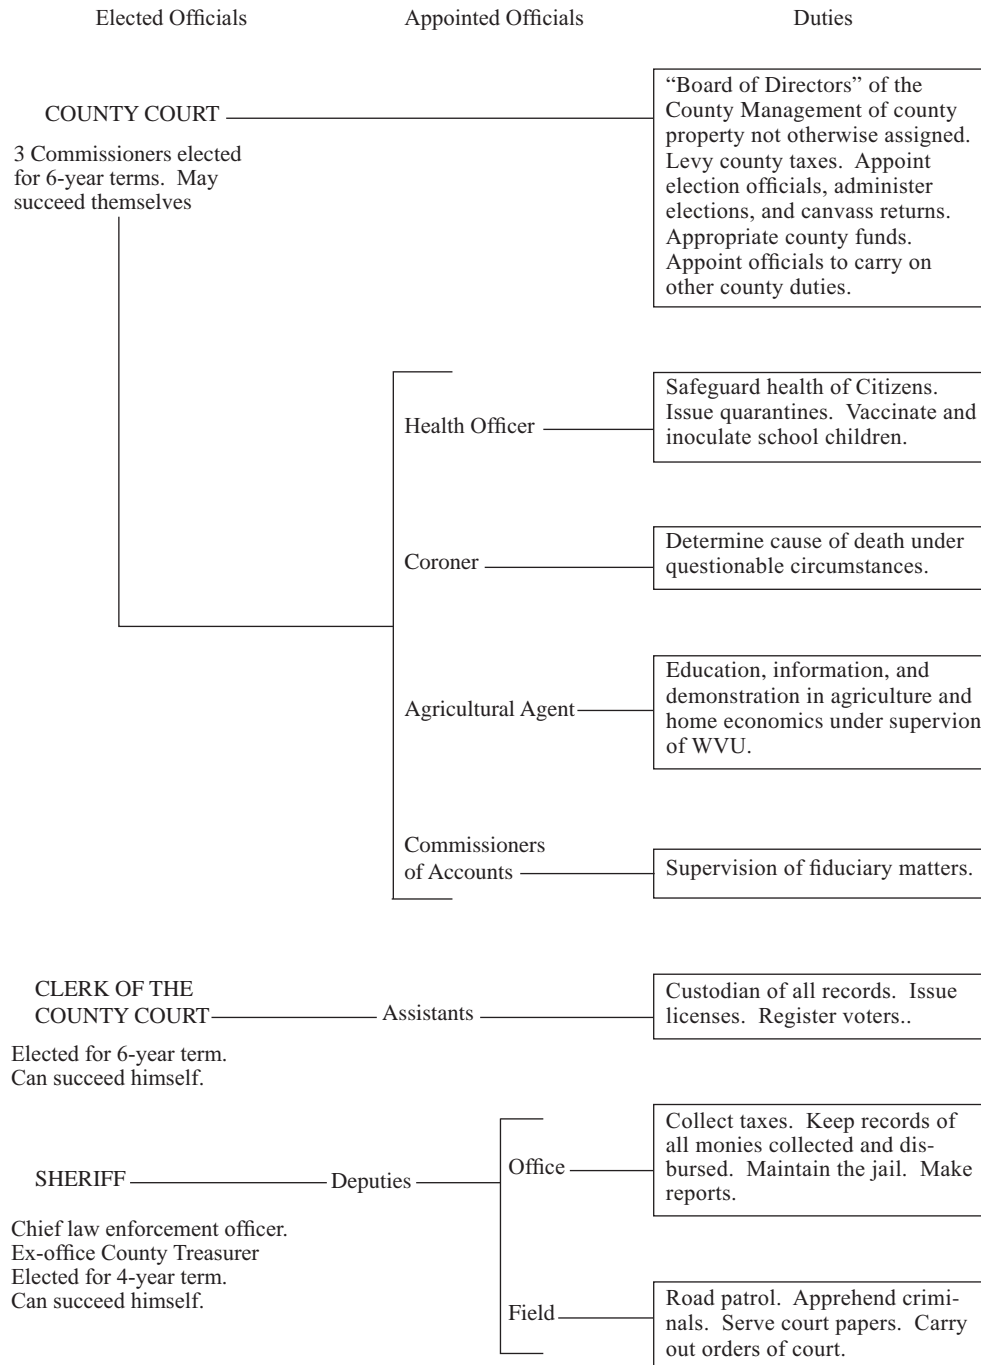 Elected Officials Appointed Officials Duties
COUNTY COURT
3 Commissioners elected
for 6-year terms. May
succeed themselves
“Board of Directors” of the
County Management of county
property not otherwise assigned.
Levy county taxes. Appoint
election officials, administer
elections, and canvass returns.
Appropriate county funds.
Appoint officials to carry on
other county duties.
Health Officer
Safeguard health of Citizens.
Issue quarantines. Vaccinate and
inoculate school children.
Coroner
Determine cause of death under
questionable circumstances.
Agricultural Agent
Education, information, and
demonstration in agriculture and
home economics under supervion
of WVU.
Commissioners
of Accounts
Supervision of fiduciary matters.
CLERK OF THE
COUNTY COURT
Elected for 6-year term.
Can succeed himself.
Assistants
Custodian of all records. Issue
licenses. Register voters..
SHERIFF
Chief law enforcement officer.
Ex-office County Treasurer
Elected for 4-year term.
Can succeed himself.
Deputies
Office
Collect taxes. Keep records of
all monies collected and dis-
bursed. Maintain the jail. Make
reports.
Field
Road patrol. Apprehend crimi-
nals. Serve court papers. Carry
out orders of court.